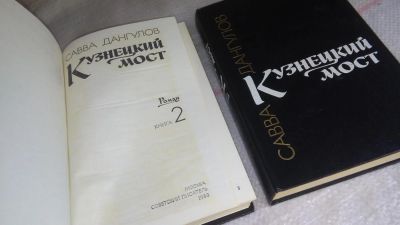 САВВА ДАНГУЛОВ
КУЗНЕЦКИЙ
МОСТ
Роман
КНИГА 2
МОСКВА
СОВЕТСКИЙ ПИСАТЕЛЬ
САВВА ДАНГУЛОВ
КУЗНЕЦКИЙ
МОСТ